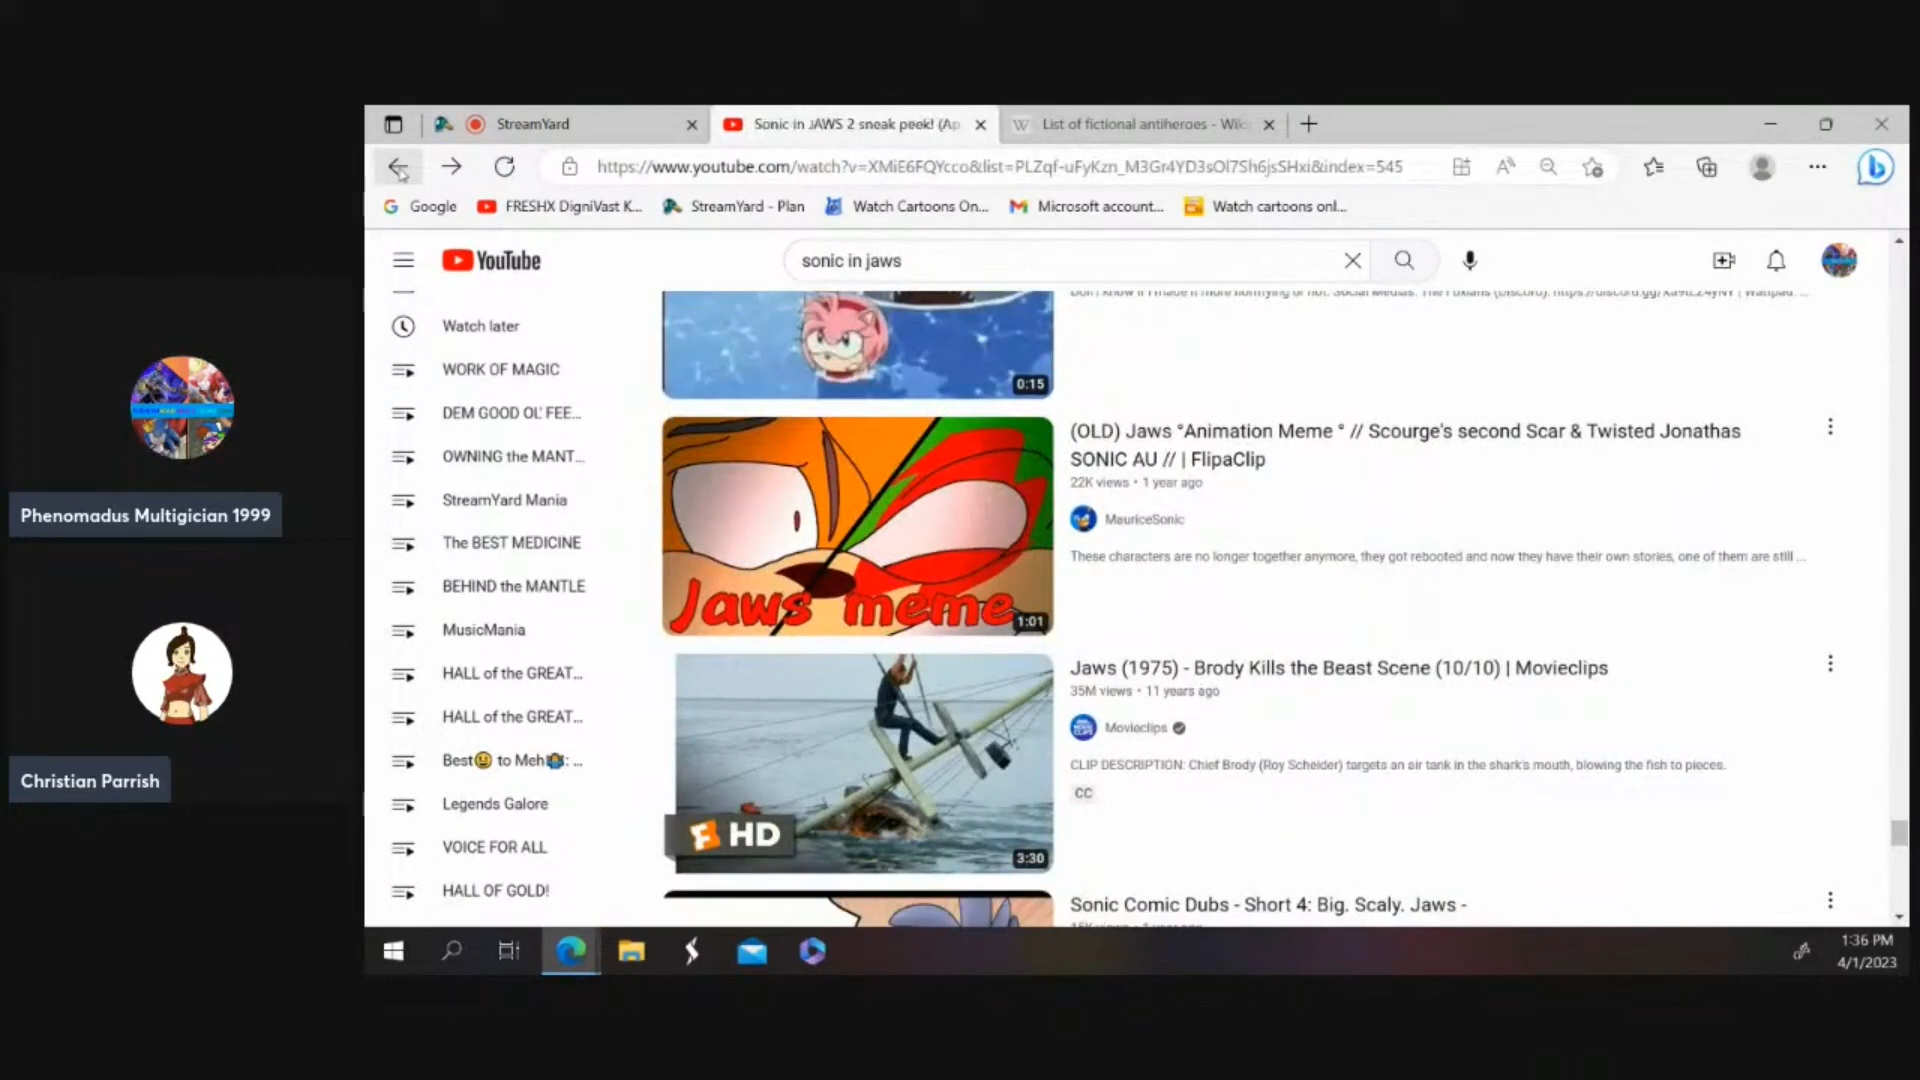 StreamYard
Sonic in JAWS 2 sneak peek! (Ap
List of fictional antiheroes - Wiki
https://www.youtube.com/watch?v=XMiE6FQYcco&list=PLZqf-uFyKzn_M3Gr4YD3sOl7Sh6jsSHxi&index=545
Google
FRESHX DigniVast K...
StreamYard - Plan
Watch Cartoons On...
Microsoft account...
Watch cartoons onl...
YouTube
sonic in jaws
Watch later
WORK OF MAGIC
DEM GOOD OL' FEE...
OWNING the MANT...
StreamYard Mania
The BEST MEDICINE
BEHIND the MANTLE
MusicMania
HALL of the GREAT...
HALL of the GREAT...
Best😃 to Meh🤷: ...
Legends Galore
VOICE FOR ALL
HALL OF GOLD!
0:15
Jaws meme
1:01
(OLD) Jaws °Animation Meme ° // Scourge's second Scar & Twisted Jonathas
SONIC AU // | FlipaClip
22K views • 1 year ago
MauriceSonic
These characters are no longer together anymore, they got rebooted and now they have their own stories, one of them are still ...
HD
3:30
Jaws (1975) - Brody Kills the Beast Scene (10/10) | Movieclips
35M views • 11 years ago
Movieclips
CLIP DESCRIPTION: Chief Brody (Roy Scheider) targets an air tank in the shark's mouth, blowing the fish to pieces.
CC
Sonic Comic Dubs - Short 4: Big. Scaly. Jaws -
Phenomadus Multigician 1999
Christian Parrish
1:36 PM
4/1/2023